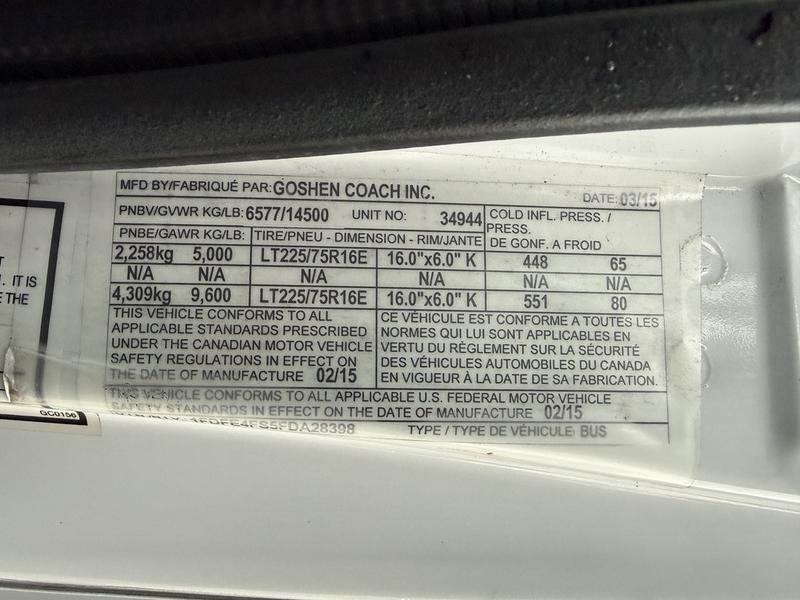 MFD BY/FABRIQUÉ PAR: GOSHEN COACH INC. DATE: 03/15
PNBV/GVWR KG/LB: 6577/14500 UNIT NO: 34944
COLD INFL. PRESS. /
PRESS.
DE GONF. A FROID
PNBE/GAWR KG/LB: TIRE/PNEU - DIMENSION - RIM/JANTE
2,258kg 5,000 LT225/75R16E 16.0"x6.0" K 448 65
N/A N/A N/A N/A N/A
4,309kg 9,600 LT225/75R16E 16.0"x6.0" K 551 80
THIS VEHICLE CONFORMS TO ALL
APPLICABLE STANDARDS PRESCRIBED
UNDER THE CANADIAN MOTOR VEHICLE
SAFETY REGULATIONS IN EFFECT ON
THE DATE OF MANUFACTURE 02/15
CE VÉHICULE EST CONFORME A TOUTES LES
NORMES QUI LUI SONT APPLICABLES EN
VERTU DU RÈGLEMENT SUR LA SÉCURITÉ
DES VÉHICULES AUTOMOBILES DU CANADA
EN VIGUEUR À LA DATE DE SA FABRICATION.
THIS VEHICLE CONFORMS TO ALL APPLICABLE U.S. FEDERAL MOTOR VEHICLE
SAFETY STANDARDS IN EFFECT ON THE DATE OF MANUFACTURE 02/15
1FDFE4FS5FDA28398 TYPE / TYPE DE VÉHICULE: BUS
IT IS
THE
GC0156